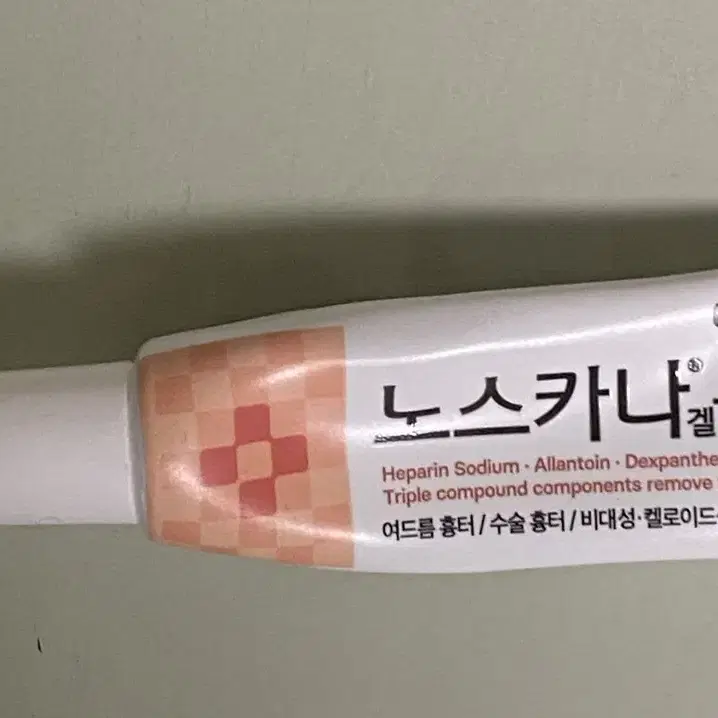 노스카나® 겔
Heparin Sodium · Allantoin · Dexpanthe
Triple compound components remove
여드름 흉터 / 수술 흉터 / 비대성·켈로이드